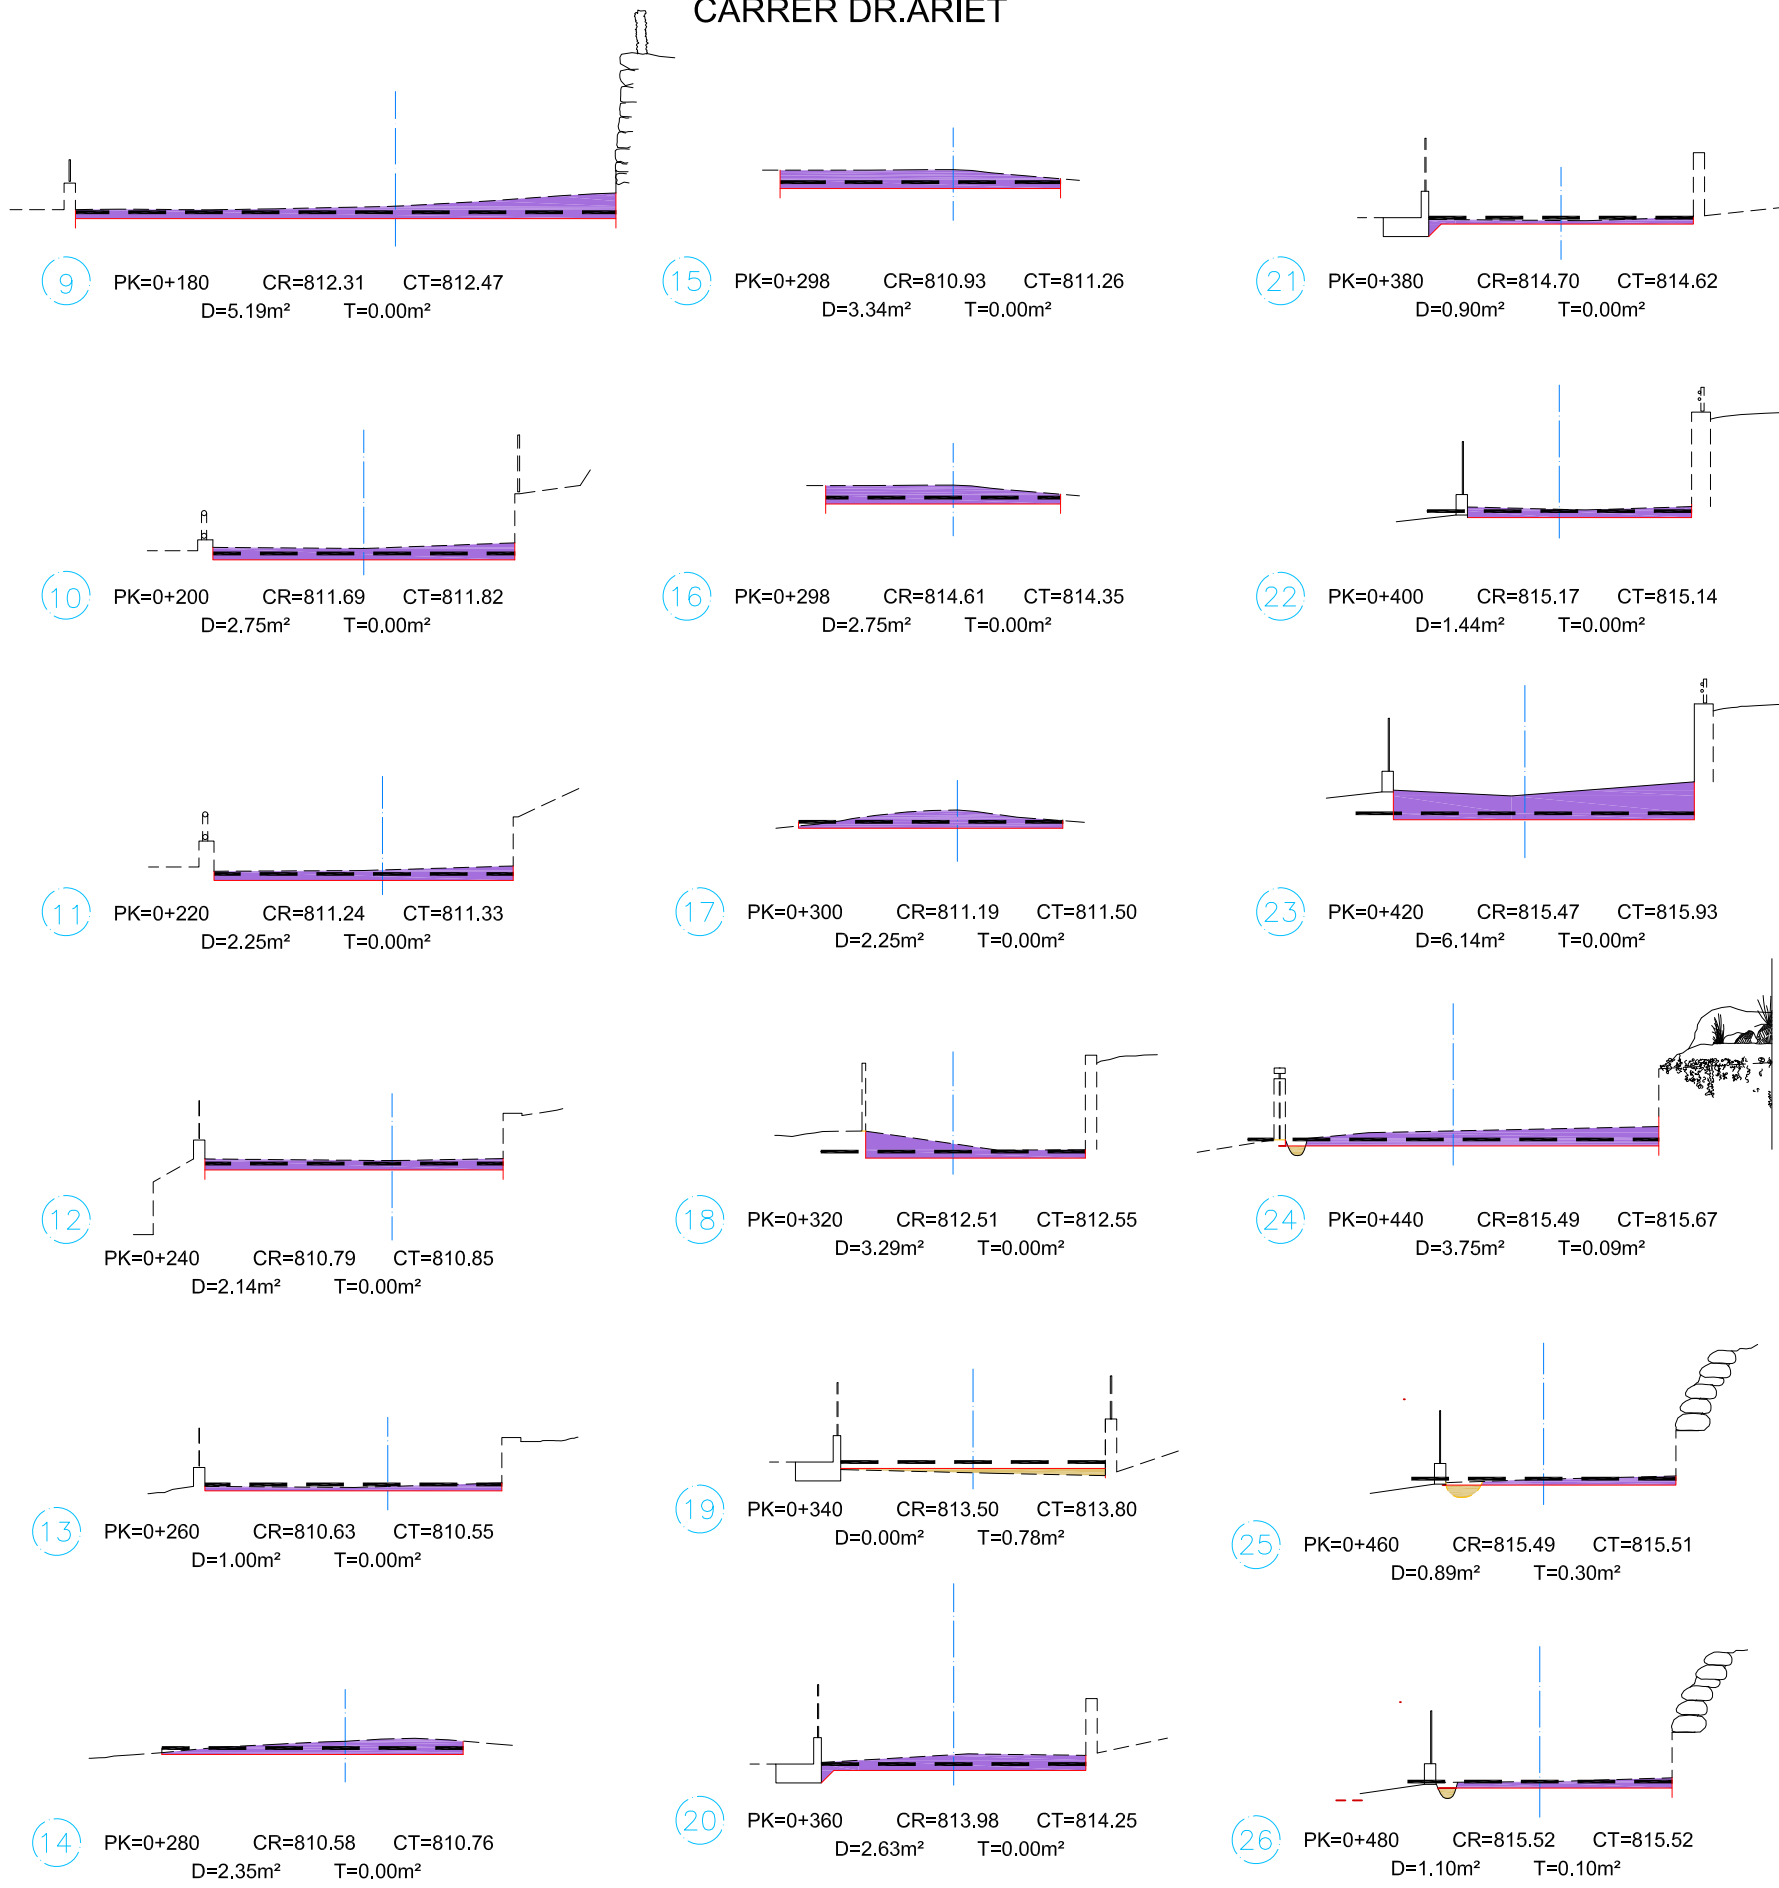 CARRER DR.ARIET
9 PK=0+180 CR=812.31 CT=812.47
D=5.19m² T=0.00m²
10 PK=0+200 CR=811.69 CT=811.82
D=2.75m² T=0.00m²
11 PK=0+220 CR=811.24 CT=811.33
D=2.25m² T=0.00m²
12
PK=0+240 CR=810.79 CT=810.85
D=2.14m² T=0.00m²
13 PK=0+260 CR=810.63 CT=810.55
D=1.00m² T=0.00m²
14 PK=0+280 CR=810.58 CT=810.76
D=2.35m² T=0.00m²
15 PK=0+298 CR=810.93 CT=811.26
D=3.34m² T=0.00m²
16 PK=0+298 CR=814.61 CT=814.35
D=2.75m² T=0.00m²
17 PK=0+300 CR=811.19 CT=811.50
D=2.25m² T=0.00m²
18 PK=0+320 CR=812.51 CT=812.55
D=3.29m² T=0.00m²
19 PK=0+340 CR=813.50 CT=813.80
D=0.00m² T=0.78m²
20 PK=0+360 CR=813.98 CT=814.25
D=2.63m² T=0.00m²
21 PK=0+380 CR=814.70 CT=814.62
D=0.90m² T=0.00m²
22 PK=0+400 CR=815.17 CT=815.14
D=1.44m² T=0.00m²
23 PK=0+420 CR=815.47 CT=815.93
D=6.14m² T=0.00m²
24 PK=0+440 CR=815.49 CT=815.67
D=3.75m² T=0.09m²
25 PK=0+460 CR=815.49 CT=815.51
D=0.89m² T=0.30m²
26 PK=0+480 CR=815.52 CT=815.52
D=1.10m² T=0.10m²